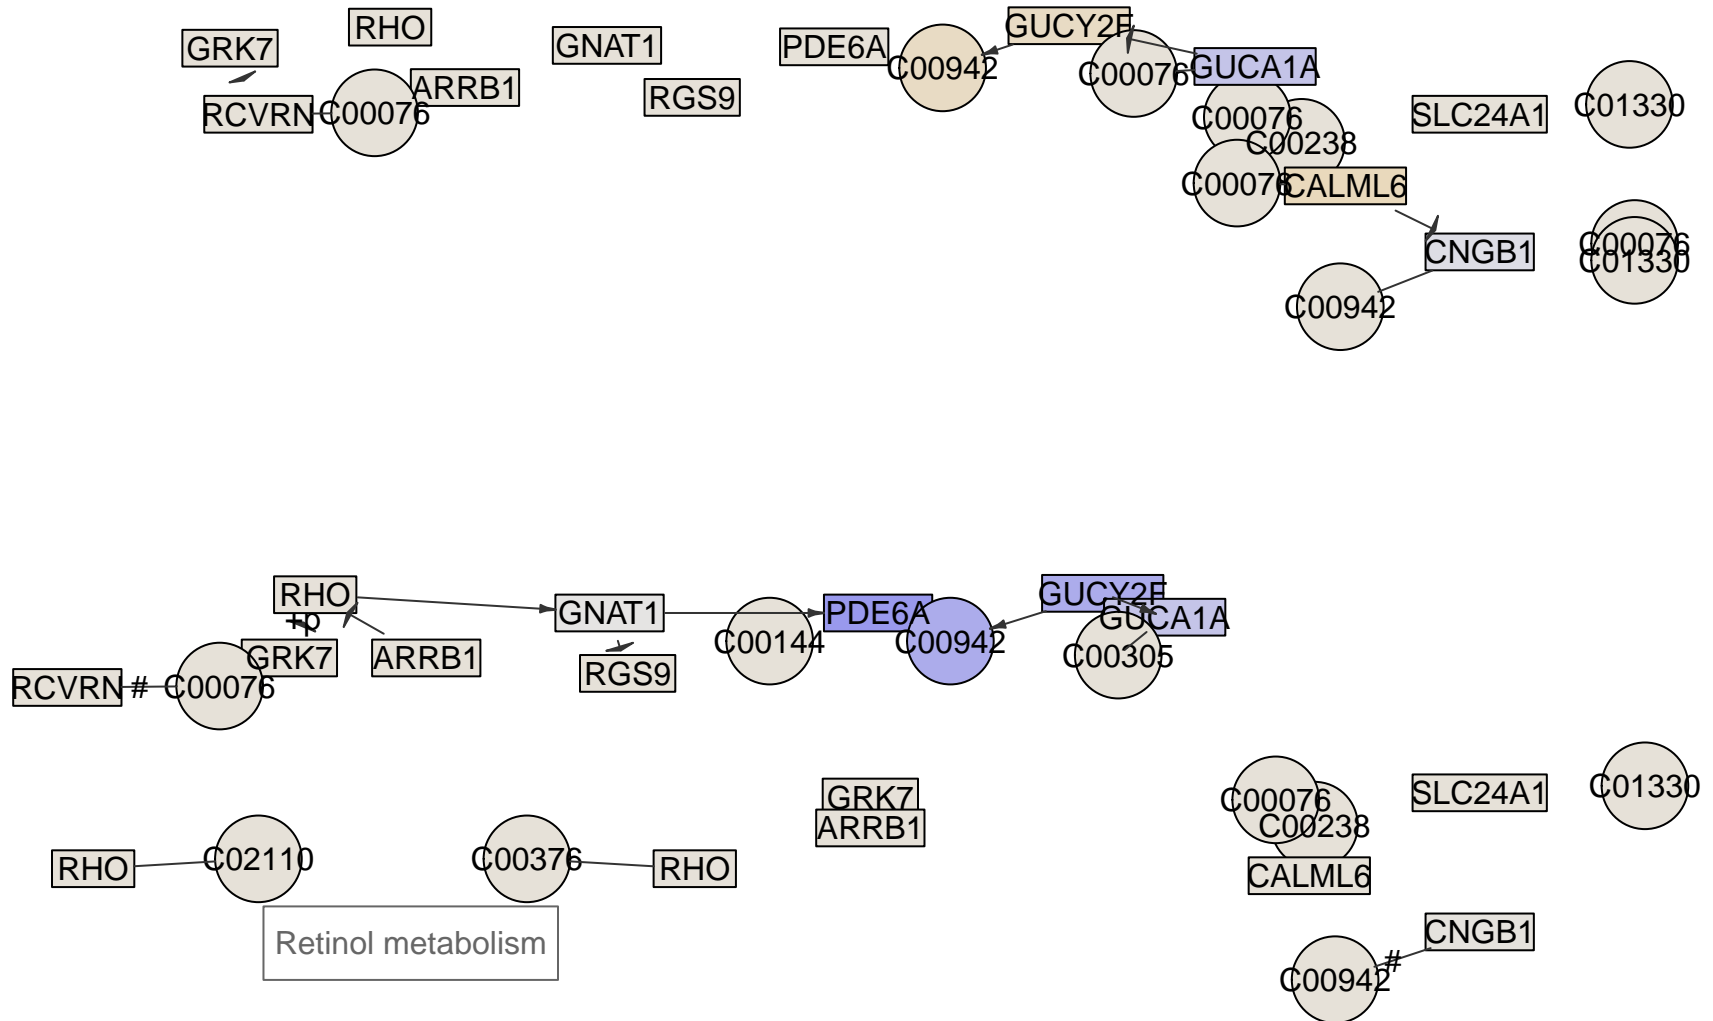 RHO
GRK7
GNAT1
PDE6A
GUCY2F
C00942
C00076
GUCA1A
ARRB1
RGS9
RCVRN
C00076
C00076
C00238
SLC24A1
C01330
C00076
CALML6
CNGB1
C00076
C01330
C00942
RHO
+p
GNAT1
PDE6A
GUCY2F
GUCA1A
GRK7
ARRB1
RGS9
C00144
C00942
C00305
RCVRN
#
C00076
GRK7
ARRB1
C00076
C00238
SLC24A1
C01330
RHO
C02110
C00376
RHO
CALML6
Retinol metabolism
CNGB1
#
C00942